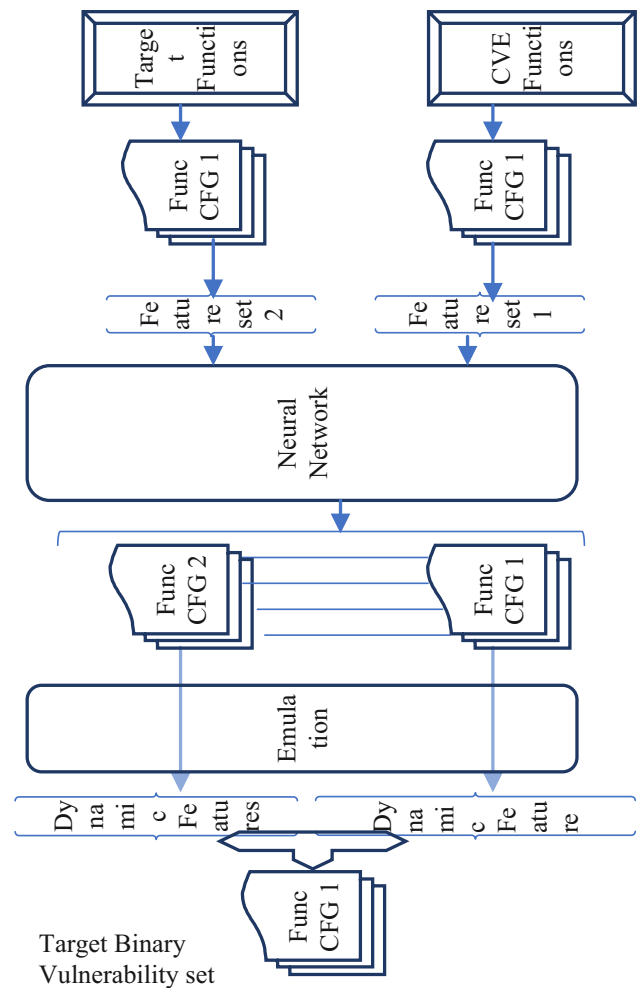 Targe
t
Functi
ons
CVE
Functi
ons
Func
CFG 1
Func
CFG 1
Fe
atu
re
set
2
Fe
atu
re
set
1
Neural
Network
Func
CFG 2
Func
CFG 1
Emula
tion
Dy
na
mi
c
Fe
atu
res
Dy
na
mi
c
Fe
atu
re
Func
CFG 1
Target Binary
Vulnerability set